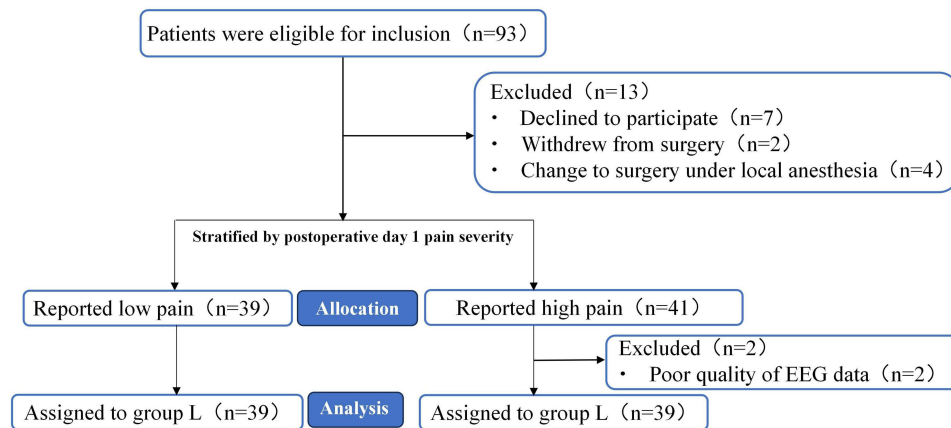 Patients were eligible for inclusion（n=93）
Excluded（n=13）
· Declined to participate（n=7）
· Withdrew from surgery（n=2）
· Change to surgery under local anesthesia（n=4）
Stratified by postoperative day 1 pain severity
Reported low pain（n=39）
Allocation
Reported high pain（n=41）
Excluded（n=2）
· Poor quality of EEG data（n=2）
Assigned to group L（n=39）
Analysis
Assigned to group L（n=39）